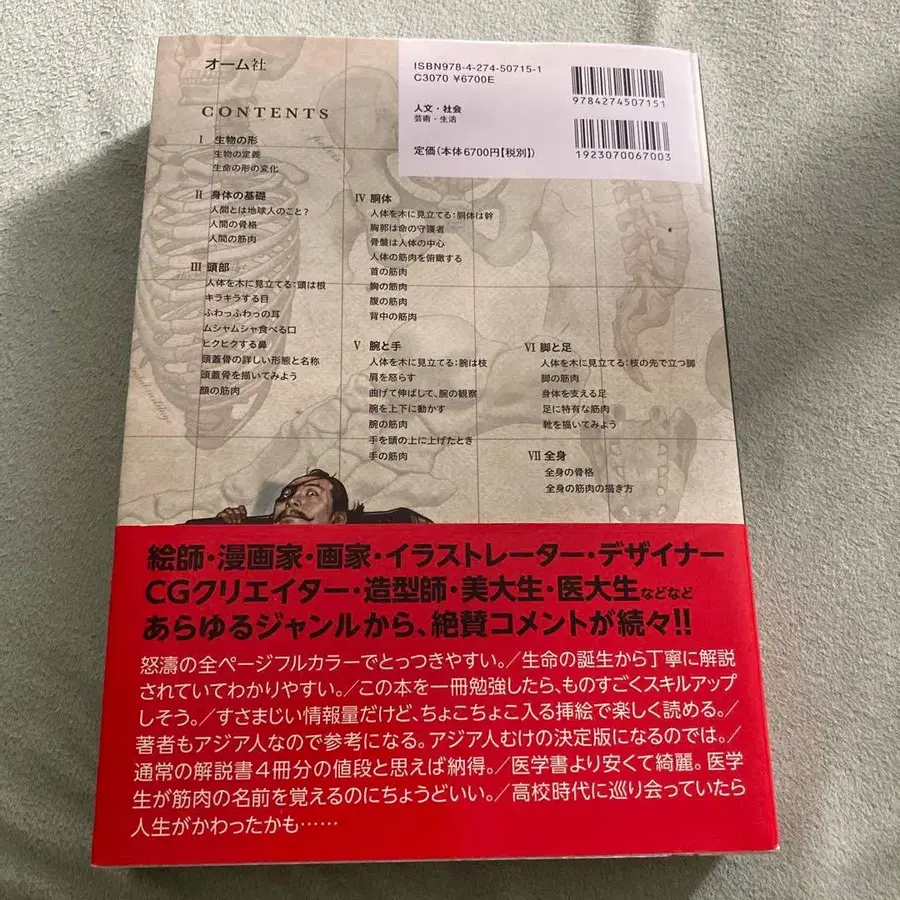 オーム社
ISBN978-4-274-50715-1
C3070 ¥6700E
人文・社会
芸術・生活
定価(本体6700円【税別】)
9784274507151
1923070067003
CONTENTS
I 生物の形
生物の定義
生命の形の変化
II 身体の基礎
人間とは地球人のこと?
人間の骨格
人間の筋肉
III 頭部
人体を木に見立てる:頭は根
キラキラする目
ふわっふわっの耳
ムシャムシャ食べる口
ヒクヒクする鼻
頭蓋骨の詳しい形態と名称
頭蓋骨を描いてみよう
顔の筋肉
IV 胴体
人体を木に見立てる:胴体は幹
胸郭は命の守護者
骨盤は人体の中心
人体の筋肉を俯瞰する
首の筋肉
胸の筋肉
腹の筋肉
背中の筋肉
V 腕と手
人体を木に見立てる:腕は枝
肩を怒らす
曲げて伸ばして、腕の観察
腕を上下に動かす
腕の筋肉
手を頭の上に上げたとき
手の筋肉
VI 脚と足
人体を木に見立てる:枝の先で立つ脚
脚の筋肉
身体を支える足
足に特有な筋肉
靴を描いてみよう
VII 全身
全身の骨格
全身の筋肉の描き方
絵師・漫画家・画家・イラストレーター・デザイナー
CGクリエイター・造型師・美大生・医大生などなど
あらゆるジャンルから、絶賛コメントが続々!!
怒濤の全ページフルカラーでとっつきやすい。/生命の誕生から丁寧に解説
されていてわかりやすい。/この本を一冊勉強したら、ものすごくスキルアップ
しそう。/すさまじい情報量だけど、ちょこちょこ入る挿絵で楽しく読める。/
著者もアジア人なので参考になる。アジア人むけの決定版になるのでは。/
通常の解説書4冊分の値段と思えば納得。/医学書より安くて綺麗。医学
生が筋肉の名前を覚えるのにちょうどいい。/高校時代に巡り会っていたら
人生がかわったかも……